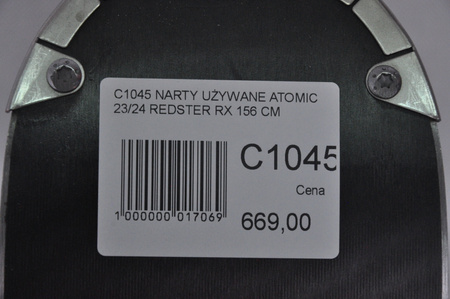 C1045 NARTY UŻYWANE ATOMIC
23/24 REDSTER RX 156 CM
C1045
Cena
1 000000 017069
669,00